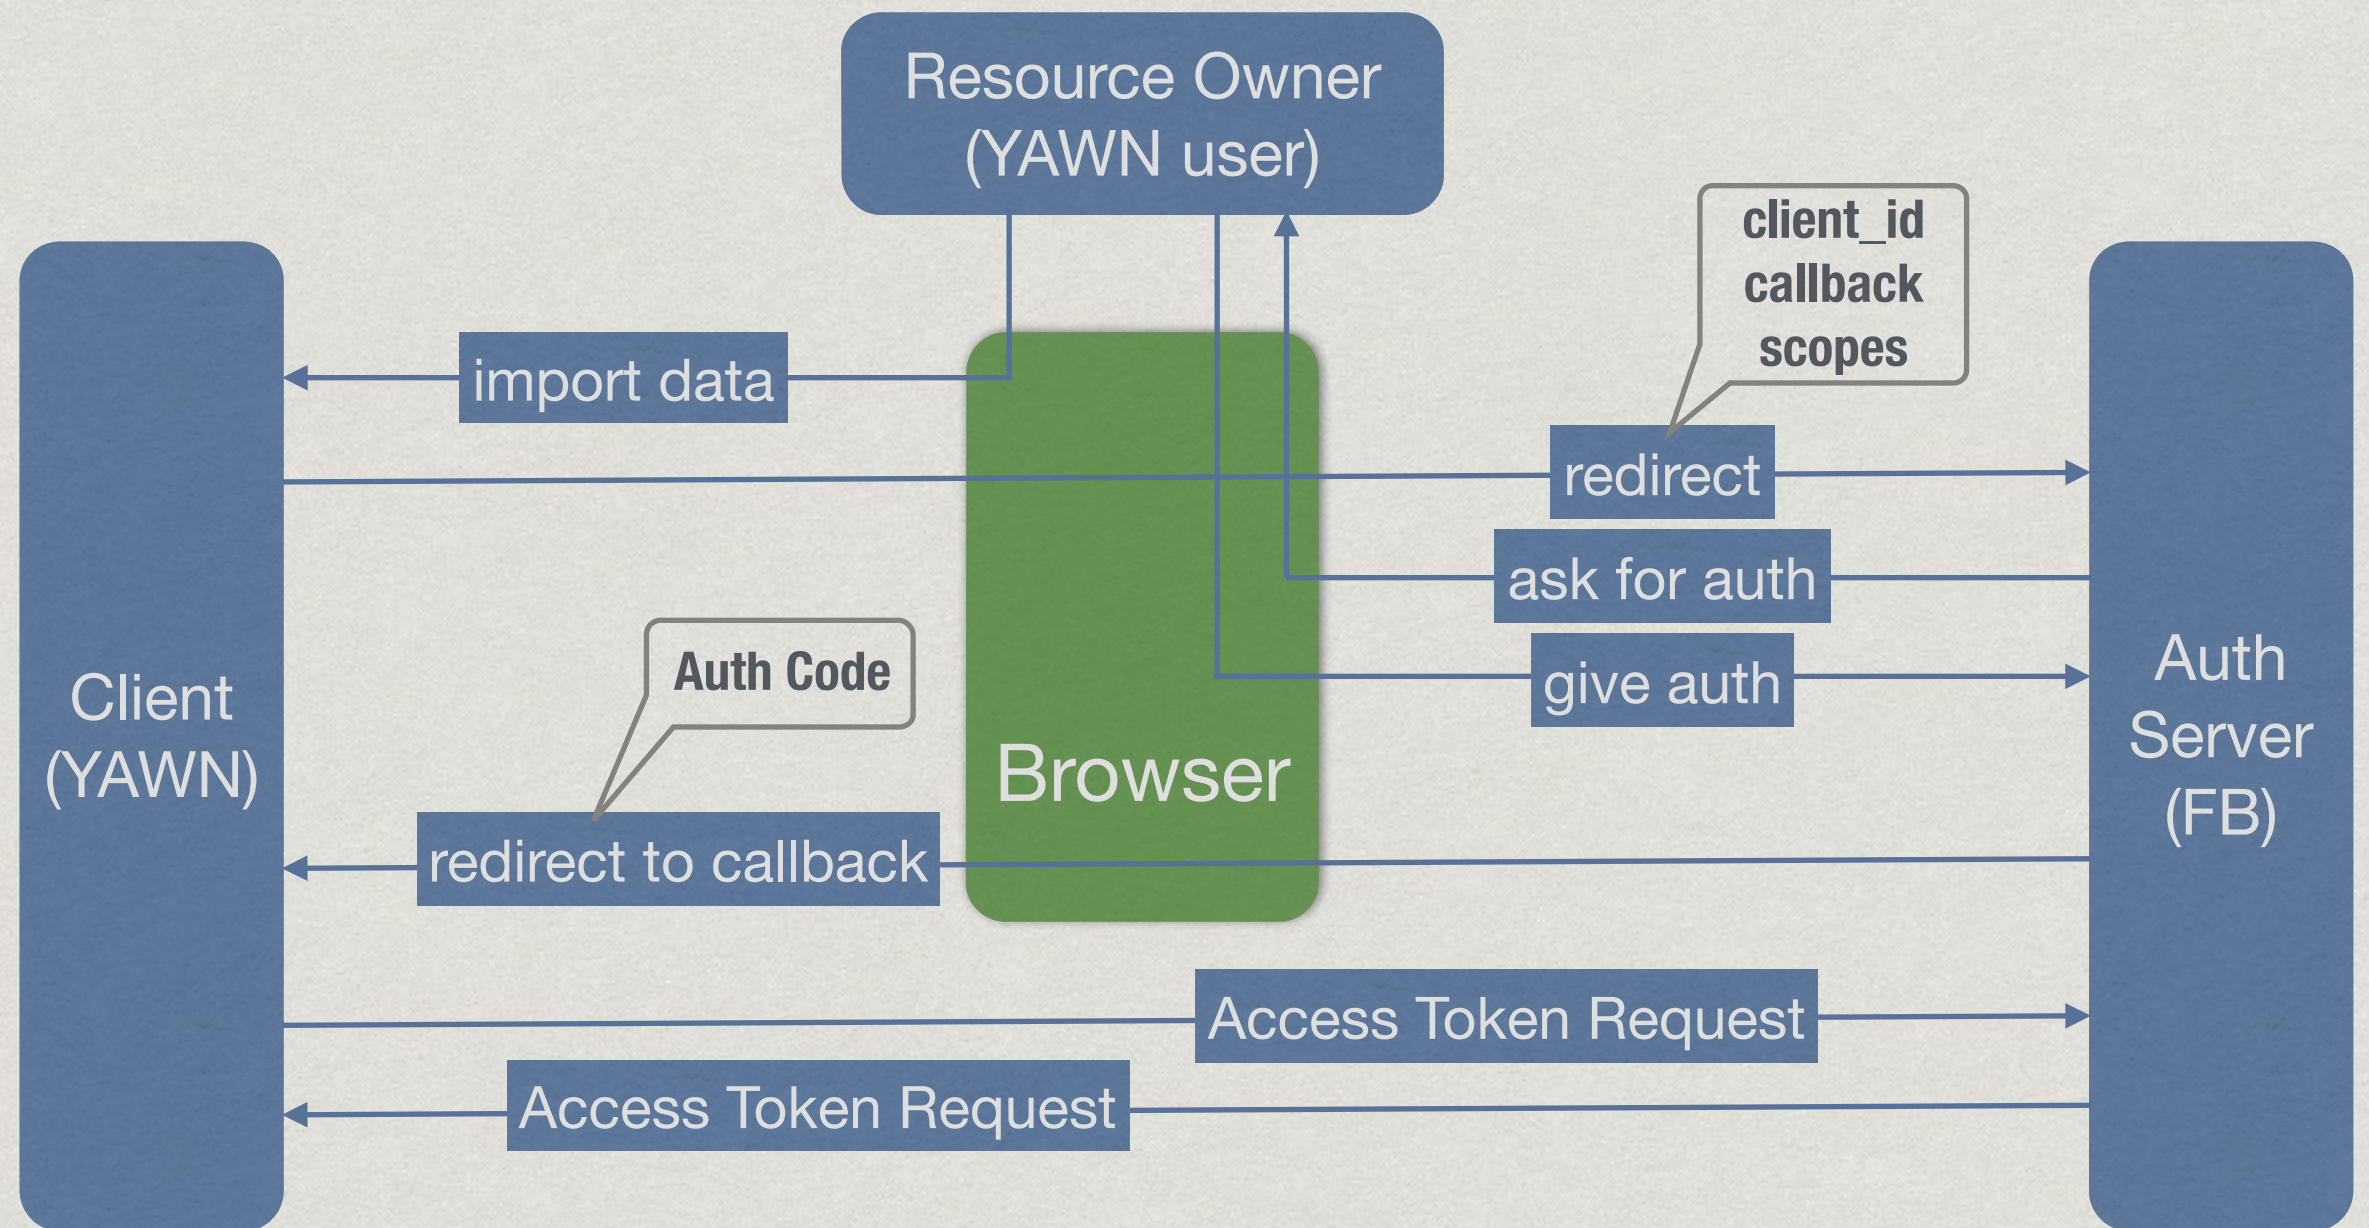 Resource Owner
(YAWN user)
client_id
callback
scopes
import data
redirect
ask for auth
give auth
Auth Code
Client
(YAWN)
Browser
Auth
Server
(FB)
redirect to callback
Access Token Request
Access Token Request